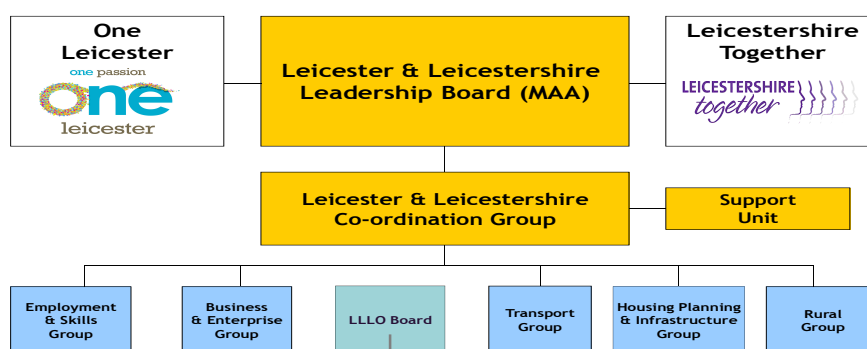 One
Leicester
one passion
One
leicester
Leicester & Leicestershire
Leadership Board (MAA)
Leicestershire
Together
LEICESTERSHIRE
together
Leicester & Leicestershire
Co-ordination Group
Support
Unit
Employment
& Skills
Group
Business
& Enterprise
Group
LLLO Board
Transport
Group
Housing Planning
& Infrastructure
Group
Rural
Group